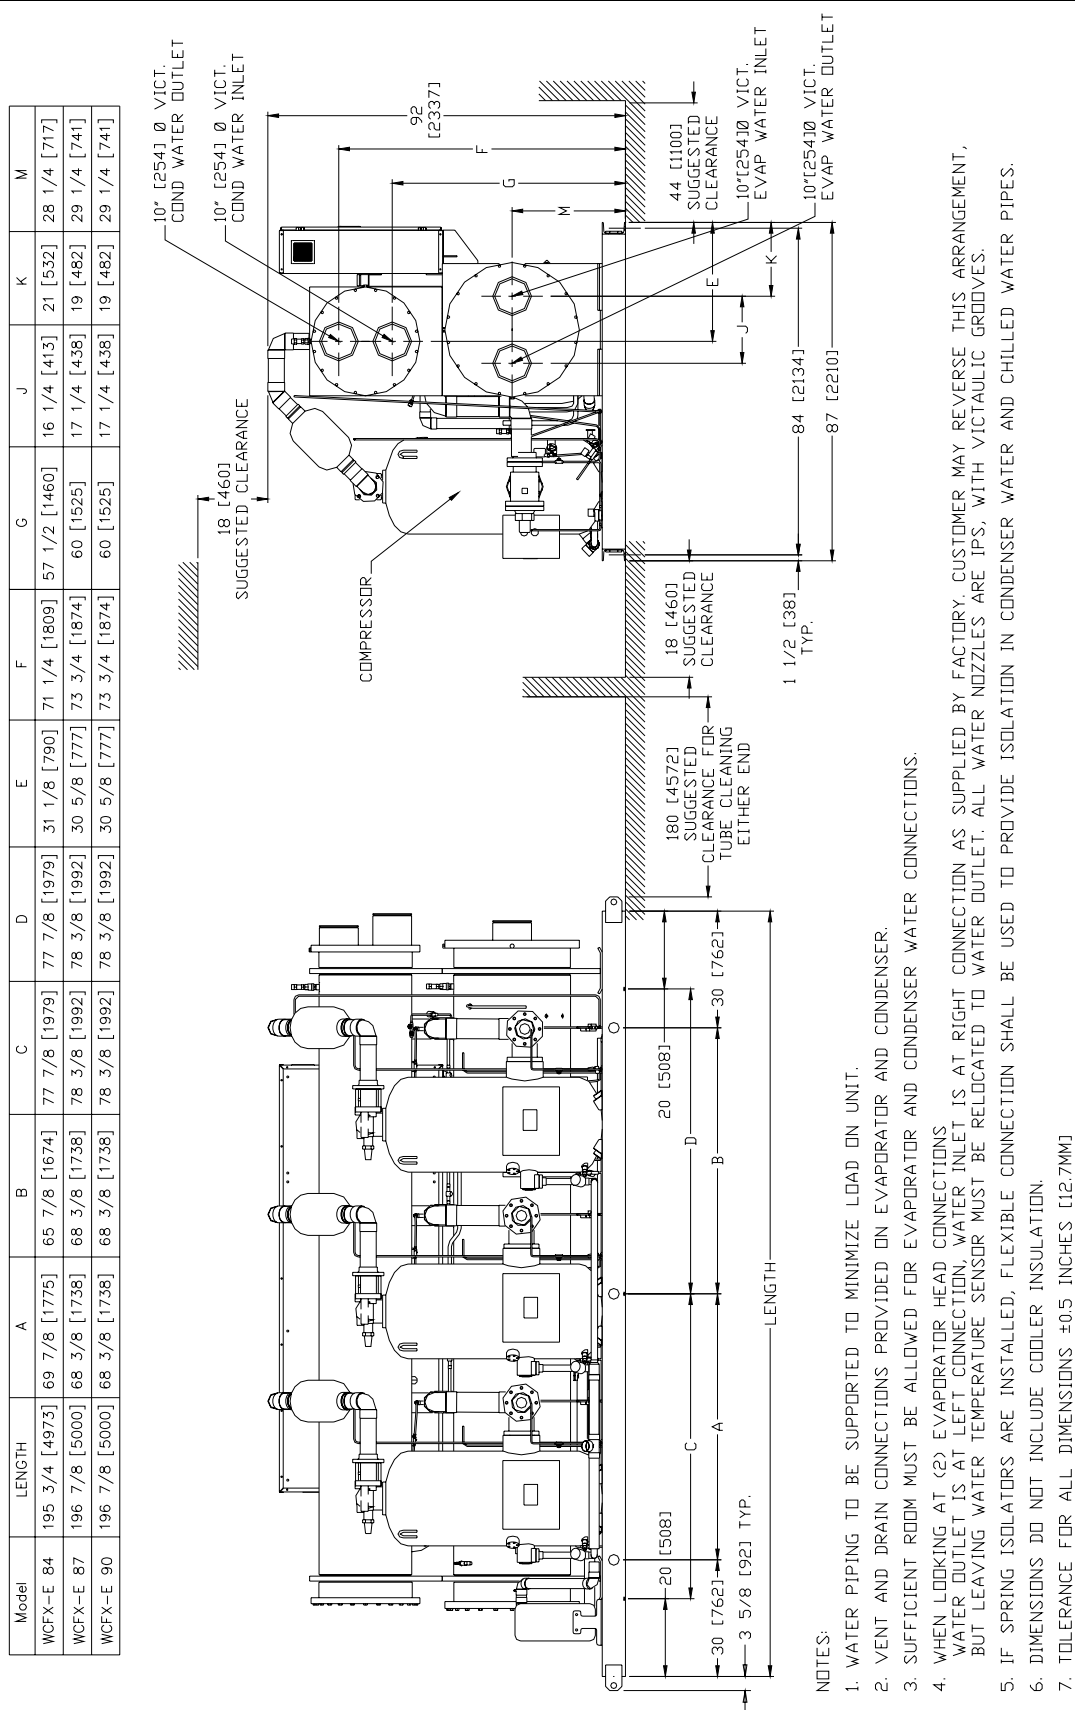 Model LENGTH A B C D E F G J K M
WCFX-E 84 195 3/4 [4973] 69 7/8 [1775] 65 7/8 [1674] 77 7/8 [1979] 77 7/8 [1979] 31 1/8 [790] 71 1/4 [1809] 57 1/2 [1460] 16 1/4 [413] 21 [532] 28 1/4 [717]
WCFX-E 87 196 7/8 [5000] 68 3/8 [1738] 68 3/8 [1738] 78 3/8 [1992] 78 3/8 [1992] 30 5/8 [777] 73 3/4 [1874] 60 [1525] 17 1/4 [438] 19 [482] 29 1/4 [741]
WCFX-E 90 196 7/8 [5000] 68 3/8 [1738] 68 3/8 [1738] 78 3/8 [1992] 78 3/8 [1992] 30 5/8 [777] 73 3/4 [1874] 60 [1525] 17 1/4 [438] 19 [482] 29 1/4 [741]
10" [254] Ø VICT.
COND WATER OUTLET
10" [254] Ø VICT.
COND WATER INLET
18 [460]
SUGGESTED CLEARANCE
COMPRESSOR
92
[2337]
F
G
M
44 [1100]
SUGGESTED
CLEARANCE
10"[254]Ø VICT.
EVAP WATER INLET
10"[254]Ø VICT.
EVAP WATER OUTLET
E
K
J
84 [2134]
87 [2210]
18 [460]
SUGGESTED
CLEARANCE
1 1/2 [38]
TYP.
180 [4572]
SUGGESTED
CLEARANCE FOR
TUBE CLEANING
EITHER END
20 [508]
30 [762]
D
B
C
A
20 [508]
30 [762]
3 5/8 [92] TYP.
LENGTH
NOTES:
1. WATER PIPING TO BE SUPPORTED TO MINIMIZE LOAD ON UNIT.
2. VENT AND DRAIN CONNECTIONS PROVIDED ON EVAPORATOR AND CONDENSER.
3. SUFFICIENT ROOM MUST BE ALLOWED FOR EVAPORATOR AND CONDENSER WATER CONNECTIONS.
4. WHEN LOOKING AT (2) EVAPORATOR HEAD CONNECTIONS
WATER OUTLET IS AT LEFT CONNECTION, WATER INLET IS AT RIGHT CONNECTION AS SUPPLIED BY FACTORY. CUSTOMER MAY REVERSE THIS ARRANGEMENT,
BUT LEAVING WATER TEMPERATURE SENSOR MUST BE RELOCATED TO WATER OUTLET. ALL WATER NOZZLES ARE IPS, WITH VICTAULIC GROOVES.
5. IF SPRING ISOLATORS ARE INSTALLED, FLEXIBLE CONNECTION SHALL BE USED TO PROVIDE ISOLATION IN CONDENSER WATER AND CHILLED WATER PIPES.
6. DIMENSIONS DO NOT INCLUDE COOLER INSULATION.
7. TOLERANCE FOR ALL DIMENSIONS ±0.5 INCHES [12.7MM]